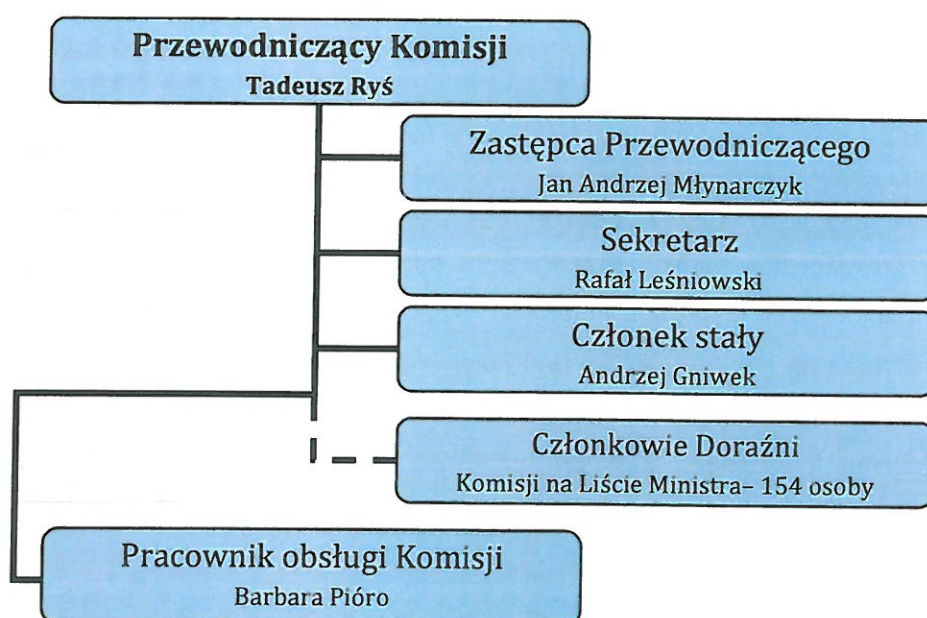 Przewodniczący Komisji
Tadeusz Ryś
Zastępca Przewodniczącego
Jan Andrzej Młynarczyk
Sekretarz
Rafał Leśniowski
Członek stały
Andrzej Gniwek
Członkowie Doraźni
Komisji na Liście Ministra– 154 osoby
Pracownik obsługi Komisji
Barbara Pióro